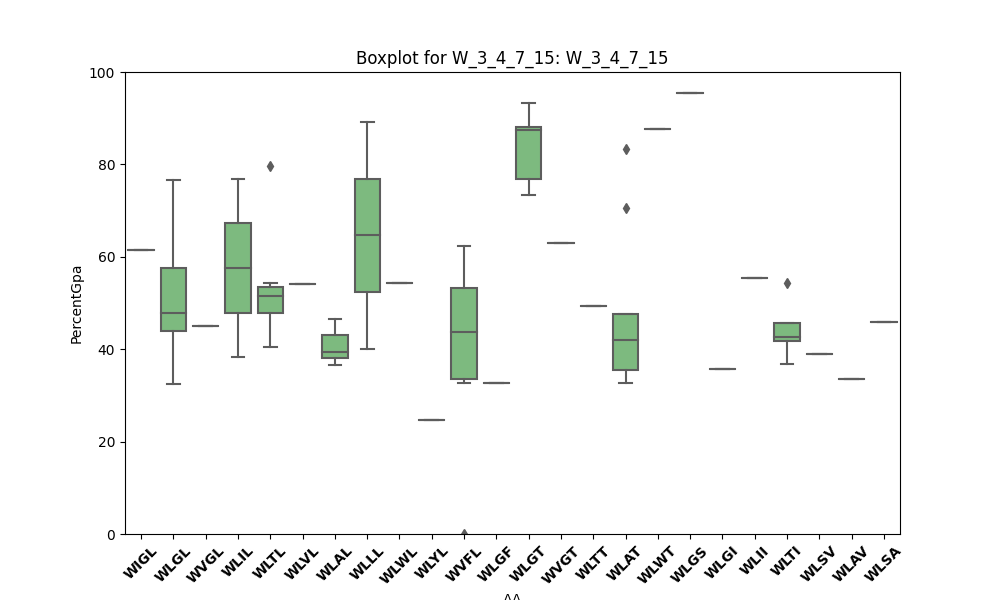 Boxplot for W_3_4_7_15: W_3_4_7_15
100
80
60
40
20
0
PercentGpa
WIGL
WLGL
WVGL
WLIL
WLTL
WLVL
WLAL
WLLL
WLWL
WLYL
WVFL
WLGF
WLGT
WVGT
WLTT
WLAT
WLWT
WLGS
WLGI
WLII
WLTI
WLSV
WLAV
WLSA
AA